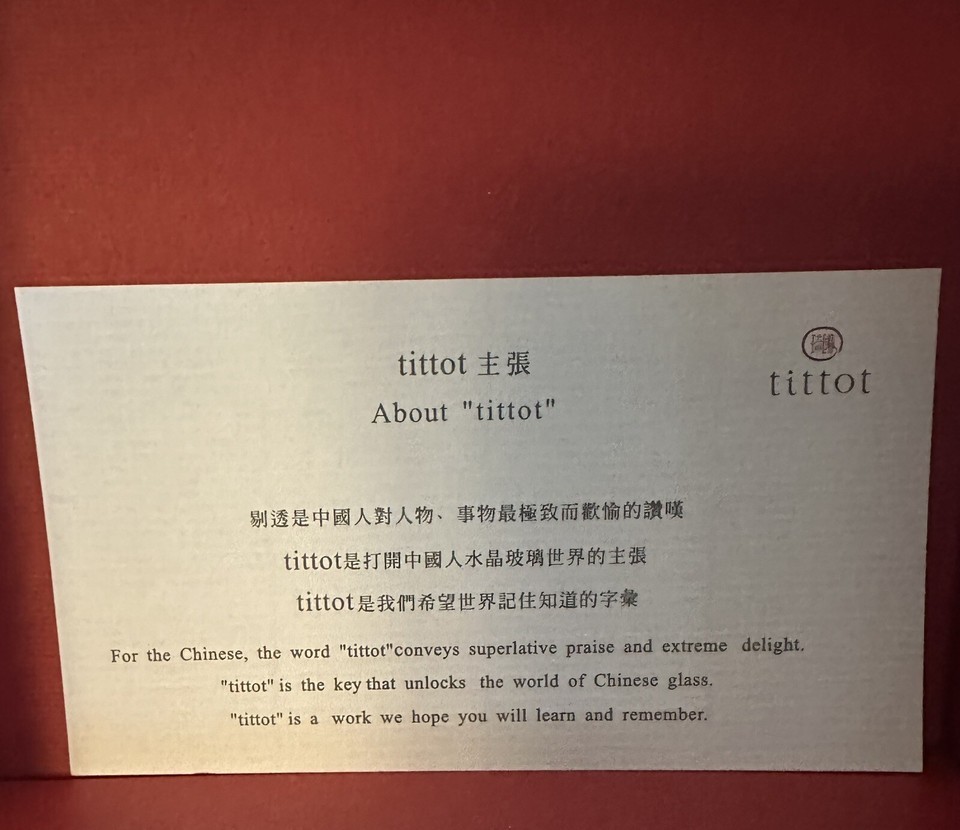 tittot 主張
About "tittot"
tittot
剔透是中國人對人物、事物最極致而歡愉的讚嘆
tittot是打開中國人水晶玻璃世界的主張
tittot是我們希望世界記住知道的字彙
For the Chinese, the word "tittot"conveys superlative praise and extreme delight.
"tittot" is the key that unlocks the world of Chinese glass.
"tittot" is a work we hope you will learn and remember.